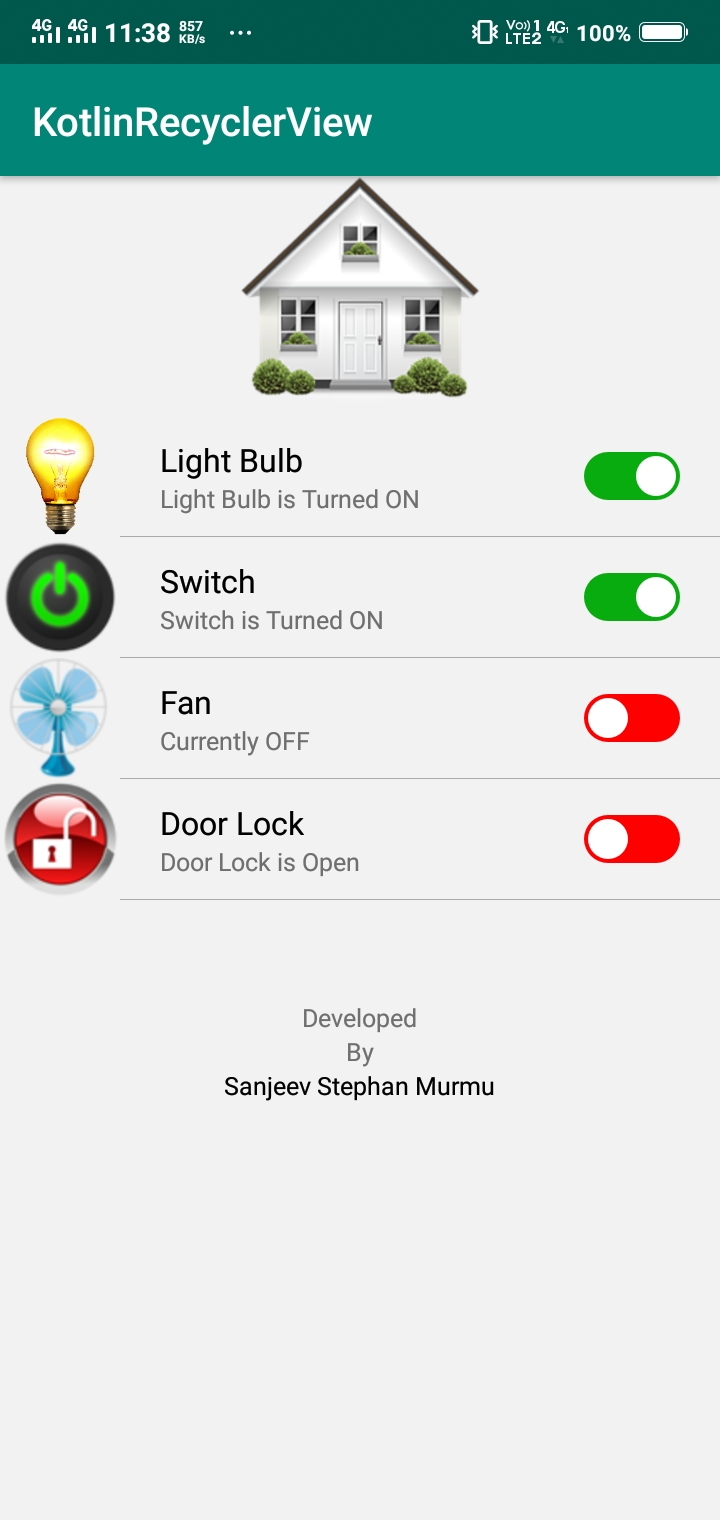 4G 4G 11:38 857 KB/s ... Vo)) 1 LTE2 4G 100%
KotlinRecyclerView
Light Bulb
Light Bulb is Turned ON
Switch
Switch is Turned ON
Fan
Currently OFF
Door Lock
Door Lock is Open
Developed
By
Sanjeev Stephan Murmu